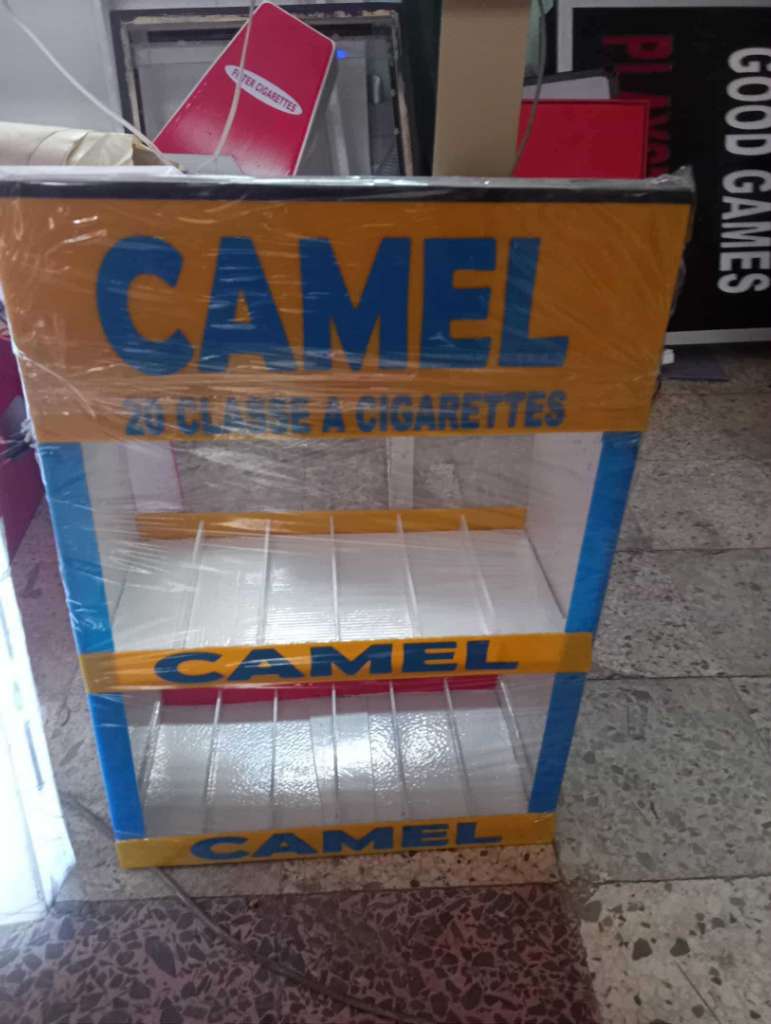 FILTER CIGARETTES
GOOD GAMES
CAMEL
20 CLASSE A CIGARETTES
CAMEL
CAMEL